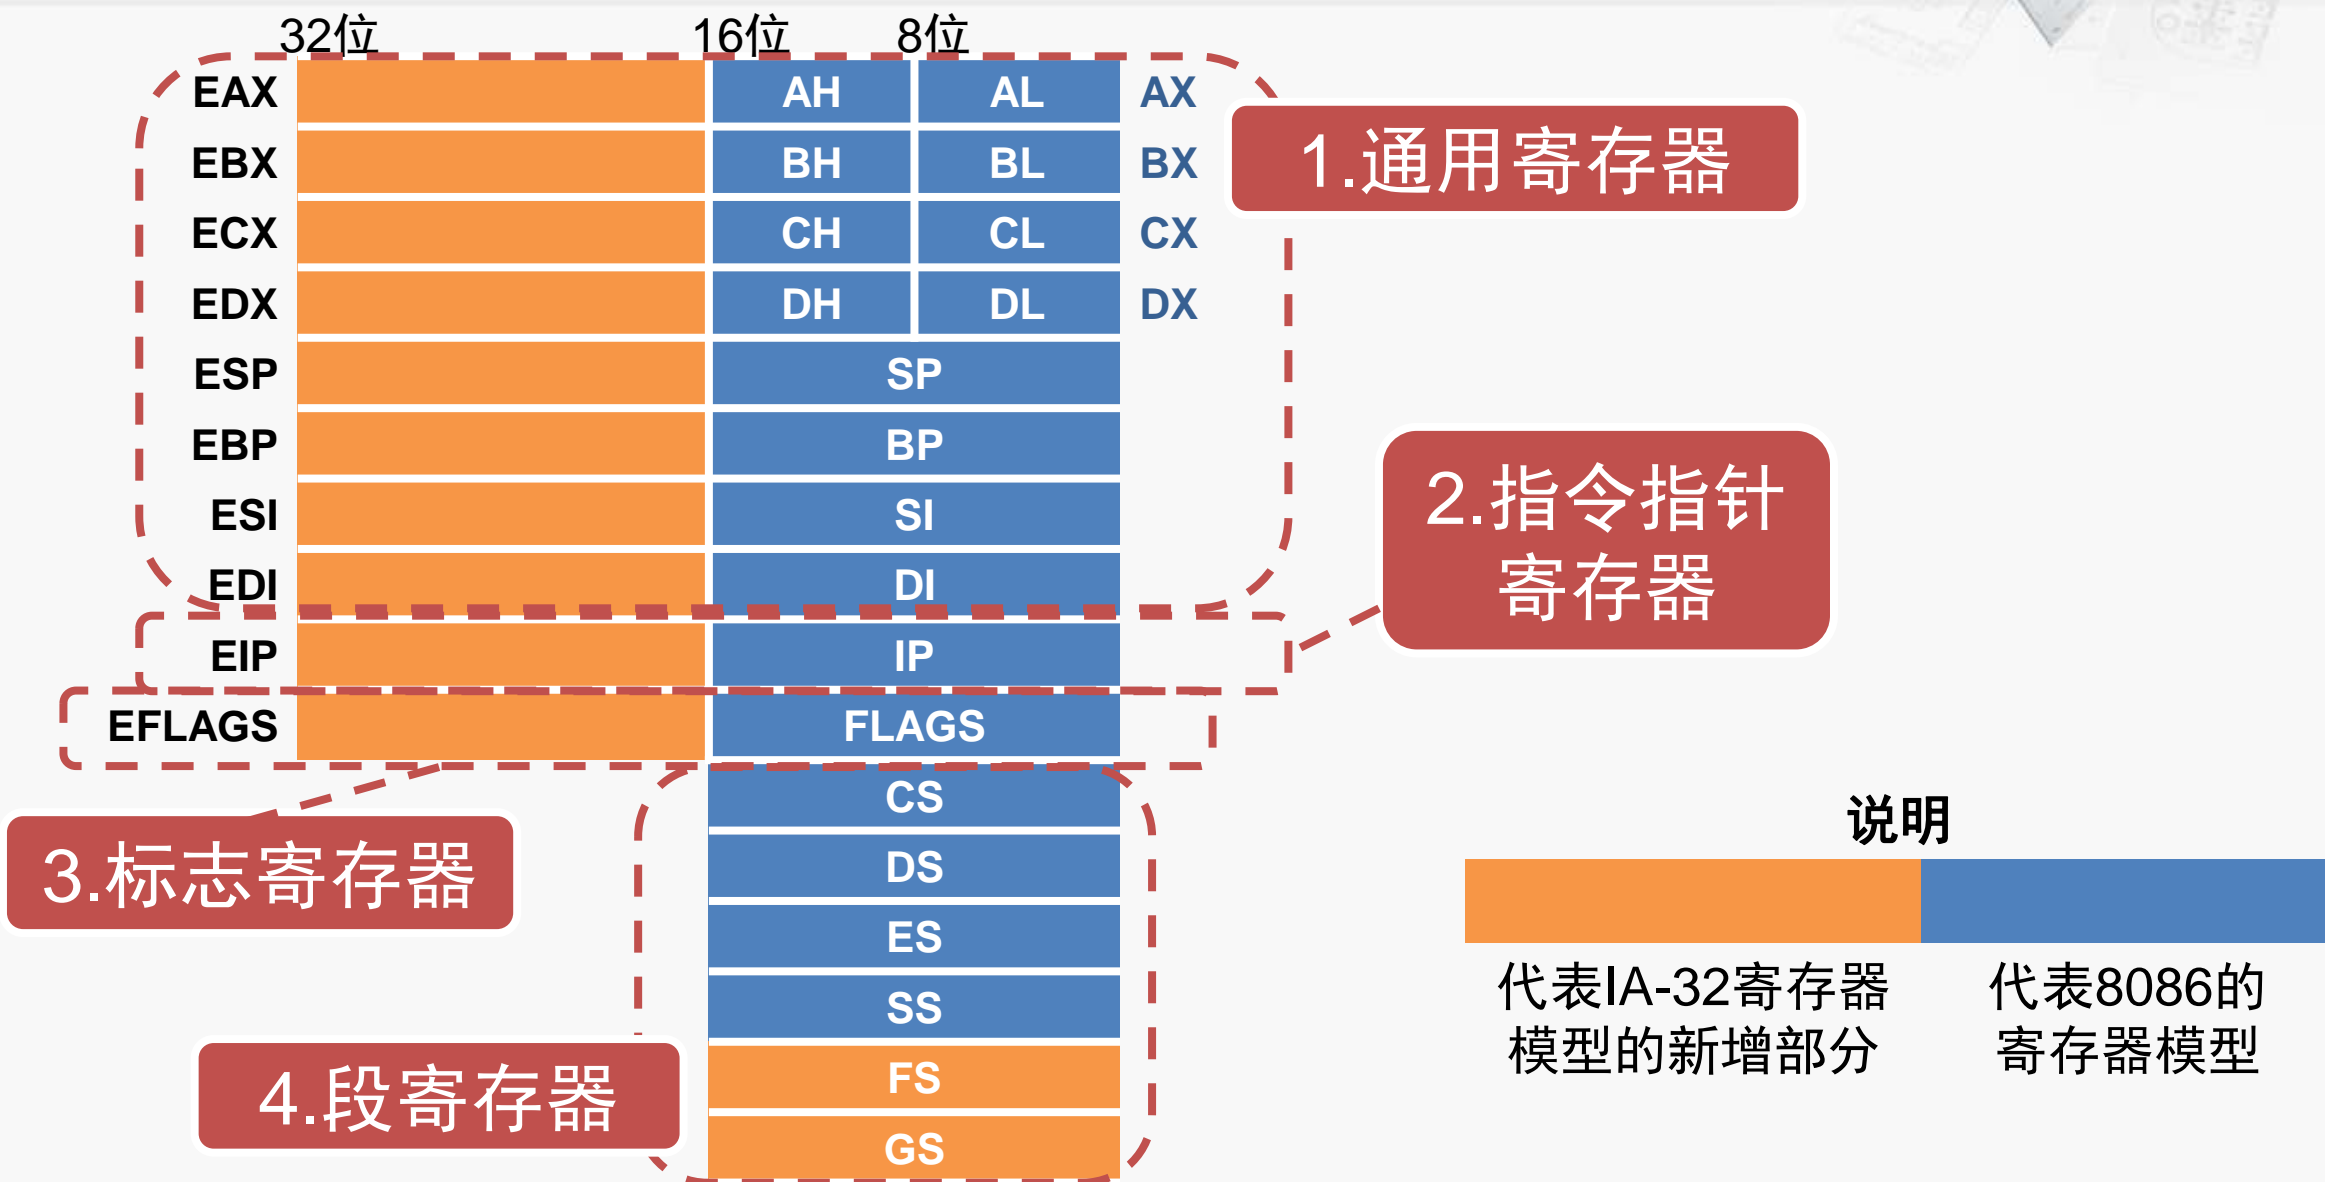 32位 16位 8位
EAX AH AL AX
1.通用寄存器
EBX BH BL BX
ECX CH CL CX
EDX DH DL DX
ESP SP
EBP BP
2.指令指针
寄存器
ESI SI
EDI DI
EIP IP
EFLAGS FLAGS
3.标志寄存器
CS
DS
ES
SS
4.段寄存器
FS
GS
说明
代表IA-32寄存器
模型的新增部分
代表8086的
寄存器模型